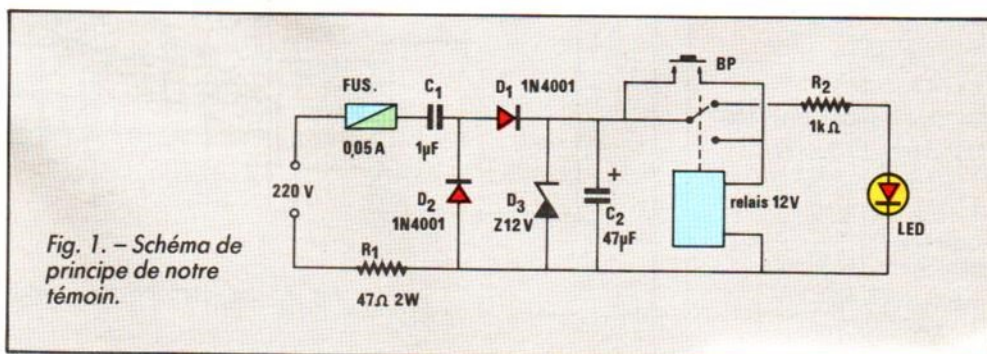 BP
FUS.
C₁
D₁ 1N4001
R₂
0,05 A
1µF
1kΩ
220 V
D₂
1N4001
D₃
Z12V
+
C₂
47µF
relais 12V
LED
R₁
47Ω 2W
Fig. 1. – Schéma de
principe de notre
témoin.